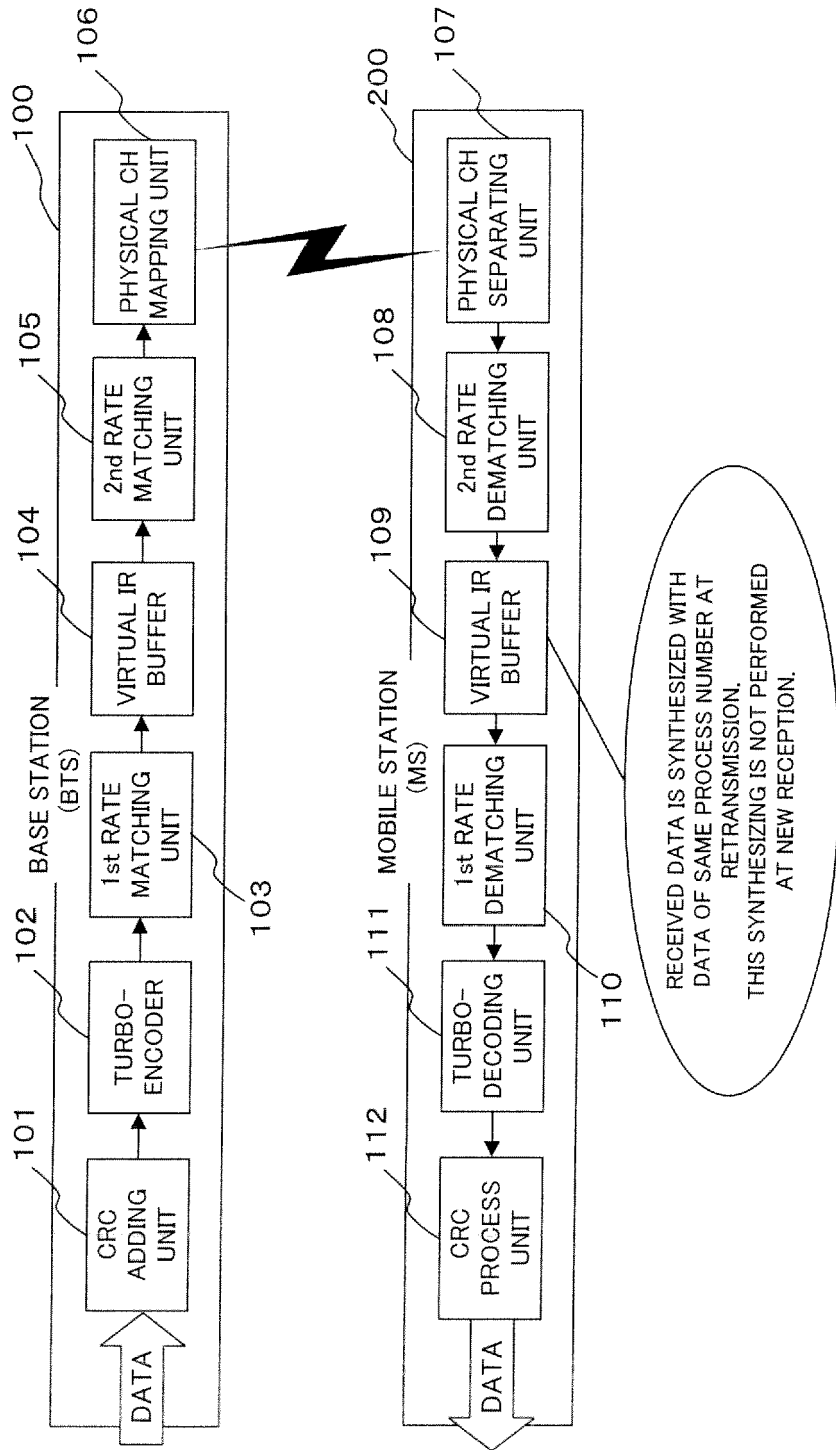 BASE STATION
(BTS)
100
DATA
101
CRC
ADDING
UNIT
102
TURBO-
ENCODER
103
1st RATE
MATCHING
UNIT
104
VIRTUAL IR
BUFFER
105
2nd RATE
MATCHING
UNIT
106
PHYSICAL CH
MAPPING UNIT
MOBILE STATION
(MS)
200
DATA
112
CRC
PROCESS
UNIT
111
TURBO-
DECODING
UNIT
110
1st RATE
DEMATCHING
UNIT
109
VIRTUAL IR
BUFFER
108
2nd RATE
DEMATCHING
UNIT
107
PHYSICAL CH
SEPARATING
UNIT
RECEIVED DATA IS SYNTHESIZED WITH
DATA OF SAME PROCESS NUMBER AT
RETRANSMISSION.
THIS SYNTHESIZING IS NOT PERFORMED
AT NEW RECEPTION.